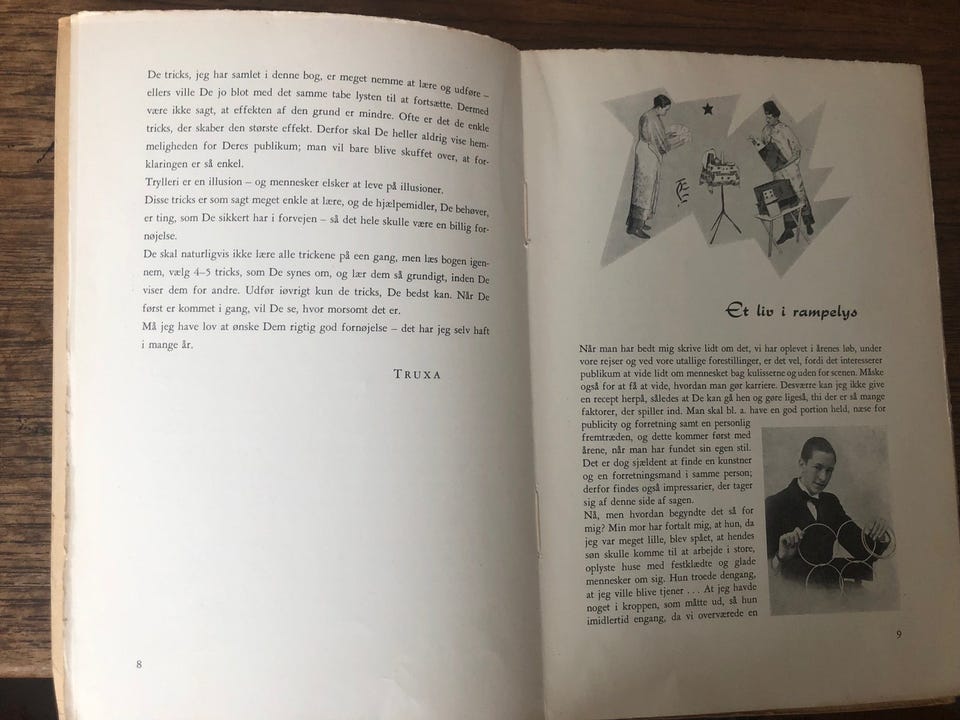 De tricks, jeg har samlet i denne bog, er meget nemme at lære og udføre –
ellers ville De jo blot med det samme tabe lysten til at fortsætte. Dermed
være ikke sagt, at effekten af den grund er mindre. Ofte er det de enkle
tricks, der skaber den største effekt. Derfor skal De heller aldrig vise hem-
meligheden for Deres publikum; man vil bare blive skuffet over, at for-
klaringen er så enkel.
Trylleri er en illusion – og mennesker elsker at leve på illusioner.
Disse tricks er som sagt meget enkle at lære, og de hjælpemidler, De behøver,
er ting, som De sikkert har i forvejen – så det hele skulle være en billig for-
nøjelse.
De skal naturligvis ikke lære alle trickene på een gang, men læs bogen igen-
nem, vælg 4–5 tricks, som De synes om, og lær dem så grundigt, inden De
viser dem for andre. Udfør iøvrigt kun de tricks, De bedst kan. Når De
først er kommet i gang, vil De se, hvor morsomt det er.
Må jeg have lov at ønske Dem rigtig god fornøjelse – det har jeg selv haft
i mange år.
TRUXA
8
Et liv i rampelys
Når man har bedt mig skrive lidt om det, vi har oplevet i årenes løb, under
vore rejser og ved vore utallige forestillinger, er det vel, fordi det interesserer
publikum at vide lidt om mennesket bag kulisserne og uden for scenen. Måske
også for at få at vide, hvordan man gør karriere. Desværre kan jeg ikke give
en recept herpå, således at De kan gå hen og gøre ligeså, thi der er så mange
faktorer, der spiller ind. Man skal bl. a. have en god portion held, næse for
publicity og forretning samt en personlig
fremtræden, og dette kommer først med
årene, når man har fundet sin egen stil.
Det er dog sjældent at finde en kunstner
og en forretningsmand i samme person;
derfor findes også impressarier, der tager
sig af denne side af sagen.
Nå, men hvordan begyndte det så for
mig? Min mor har fortalt mig, at hun, da
jeg var meget lille, blev spået, at hendes
søn skulle komme til at arbejde i store,
oplyste huse med festklædte og glade
mennesker om sig. Hun troede dengang,
at jeg ville blive tjener . . . At jeg havde
noget i kroppen, som måtte ud, så hun
imidlertid engang, da vi overværede en
9